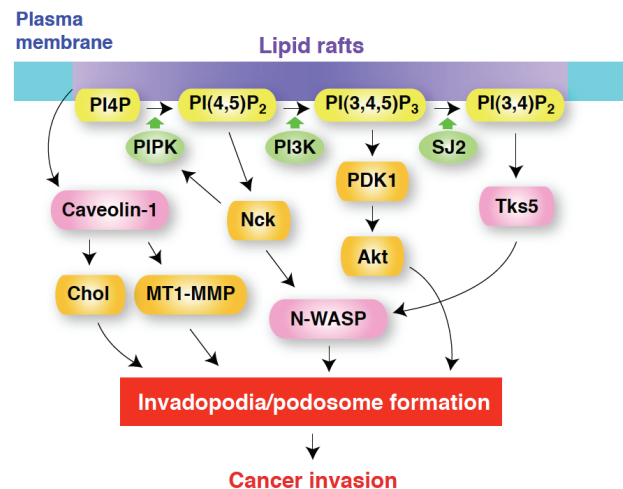 Plasma
membrane
Lipid rafts
PI4P
PI(4,5)P₂
PI(3,4,5)P₃
PI(3,4)P₂
PIPK
PI3K
SJ2
Caveolin-1
Nck
PDK1
Tks5
Akt
Chol
MT1-MMP
N-WASP
Invadopodia/podosome formation
Cancer invasion